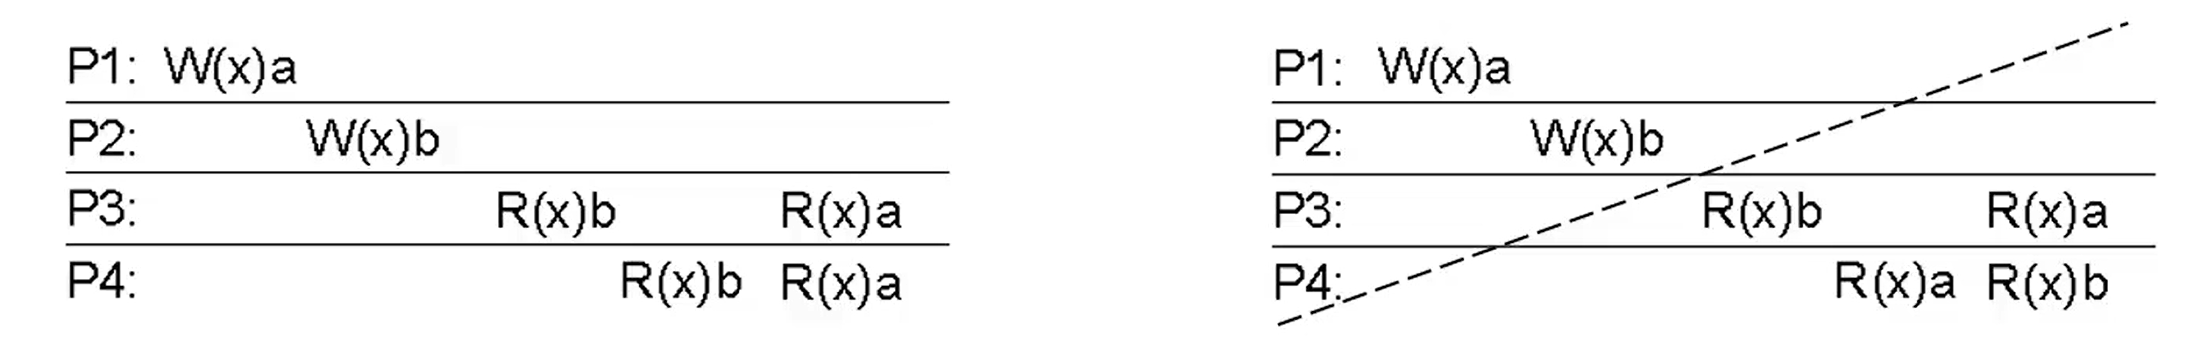 P1: W(x)a
P2: W(x)b
P3: R(x)b R(x)a
P4: R(x)b R(x)a
P1: W(x)a
P2: W(x)b
P3: R(x)b R(x)a
P4: R(x)a R(x)b